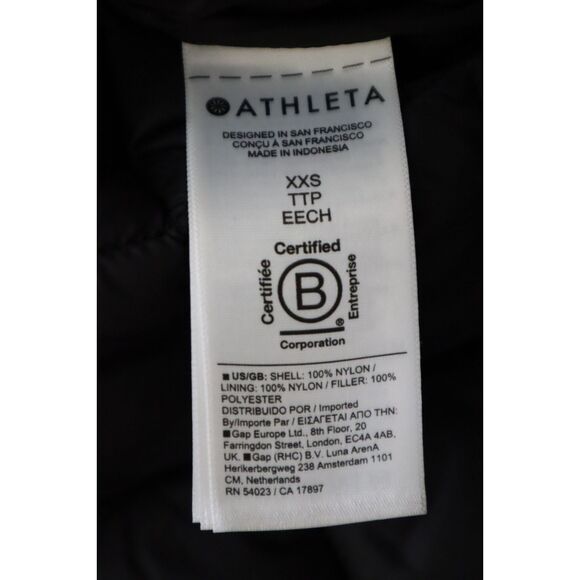 ATHLETA
DESIGNED IN SAN FRANCISCO
CONÇU À SAN FRANCISCO
MADE IN INDONESIA
XXS
TTP
EECH
Certified
Certifiée
B
Entreprise
®
Corporation
■ US/GB: SHELL: 100% NYLON /
LINING: 100% NYLON / FILLER: 100%
POLYESTER
DISTRIBUIDO POR / Imported
By/Importe Par / ΕΙΣΑΓΕΤΑΙ ΑΠΟ ΤΗΝ:
■Gap Europe Ltd., 8th Floor, 20
Farringdon Street, London, EC4A 4AB,
UK. ■Gap (RHC) B.V. Luna ArenA
Herikerbergweg 238 Amsterdam 1101
CM, Netherlands
RN 54023 / CA 17897